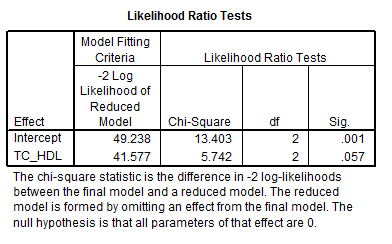 Likelihood Ratio Tests
Model Fitting Criteria Likelihood Ratio Tests
Effect -2 Log Likelihood of Reduced Model Chi-Square df Sig.
Intercept 49.238 13.403 2 .001
TC_HDL 41.577 5.742 2 .057
The chi-square statistic is the difference in -2 log-likelihoods
between the final model and a reduced model. The reduced
model is formed by omitting an effect from the final model. The
null hypothesis is that all parameters of that effect are 0.